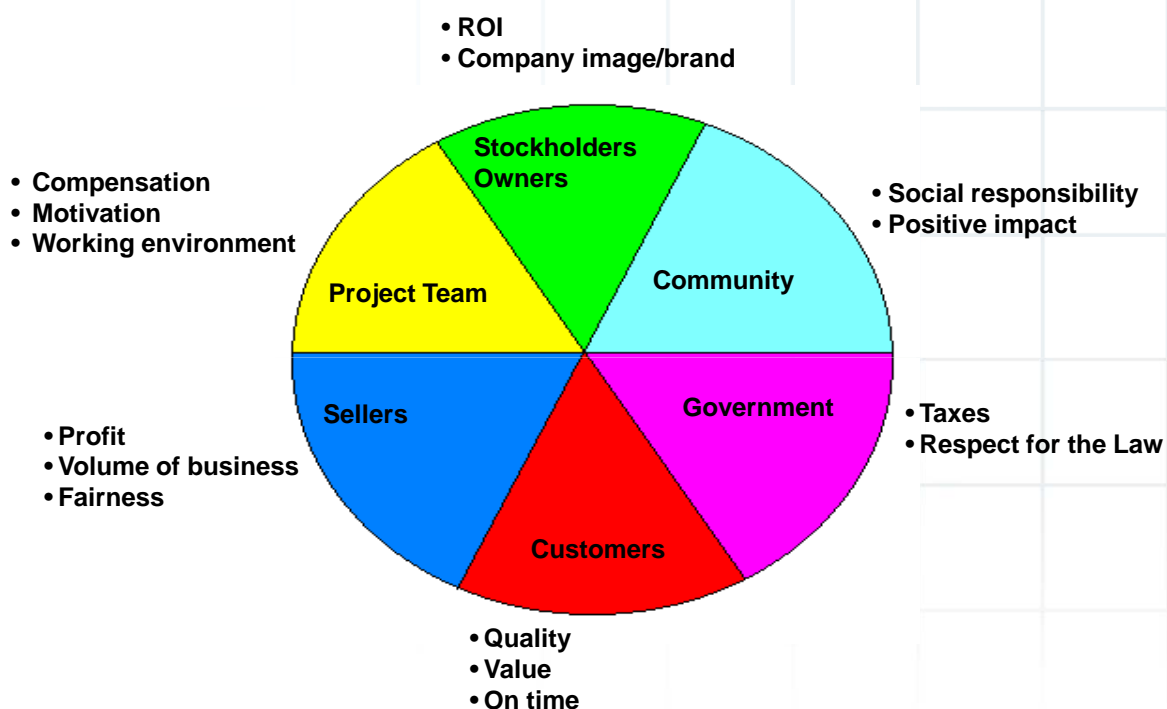 • ROI
• Company image/brand
Stockholders
Owners
• Compensation
• Motivation
• Working environment
Project Team
Community
• Social responsibility
• Positive impact
Sellers
• Profit
• Volume of business
• Fairness
Government
• Taxes
• Respect for the Law
Customers
• Quality
• Value
• On time